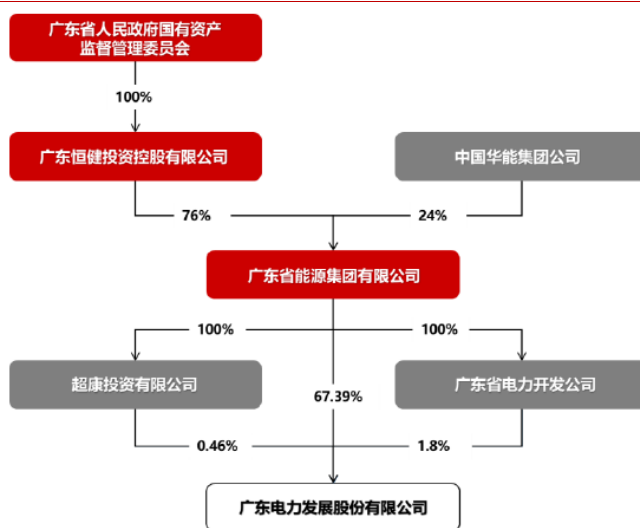 广东省人民政府国有资产
监督管理委员会
100%
广东恒健投资控股有限公司
中国华能集团公司
76%
24%
广东省能源集团有限公司
100%
100%
超康投资有限公司
67.39%
广东省电力开发公司
0.46%
1.8%
广东电力发展股份有限公司